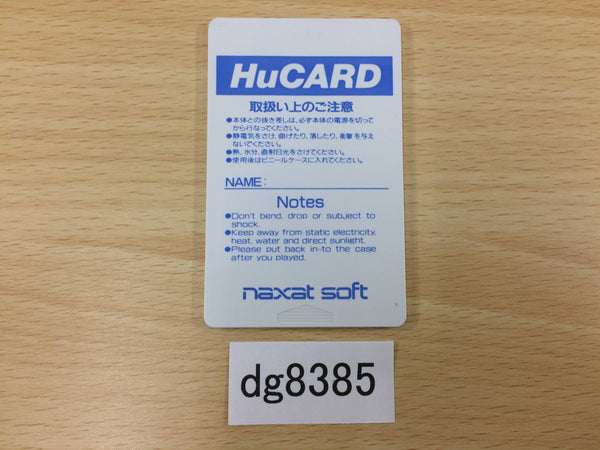 HuCARD
取扱い上のご注意
●本体との抜き差しは、必ず本体の電源を切って
から行なってください。
●静電気をさけ、曲げたり、落したり、衝撃を与え
ないでください。
●熱、水分、直射日光をさけてください。
●使用後はビニールケースに入れてください。
NAME:
Notes
●Don't bend, drop or subject to
shock.
●Keep away from static electricity,
heat, water and direct sunlight.
●Please put back in-to the case
after you played.
naxat soft
dg8385